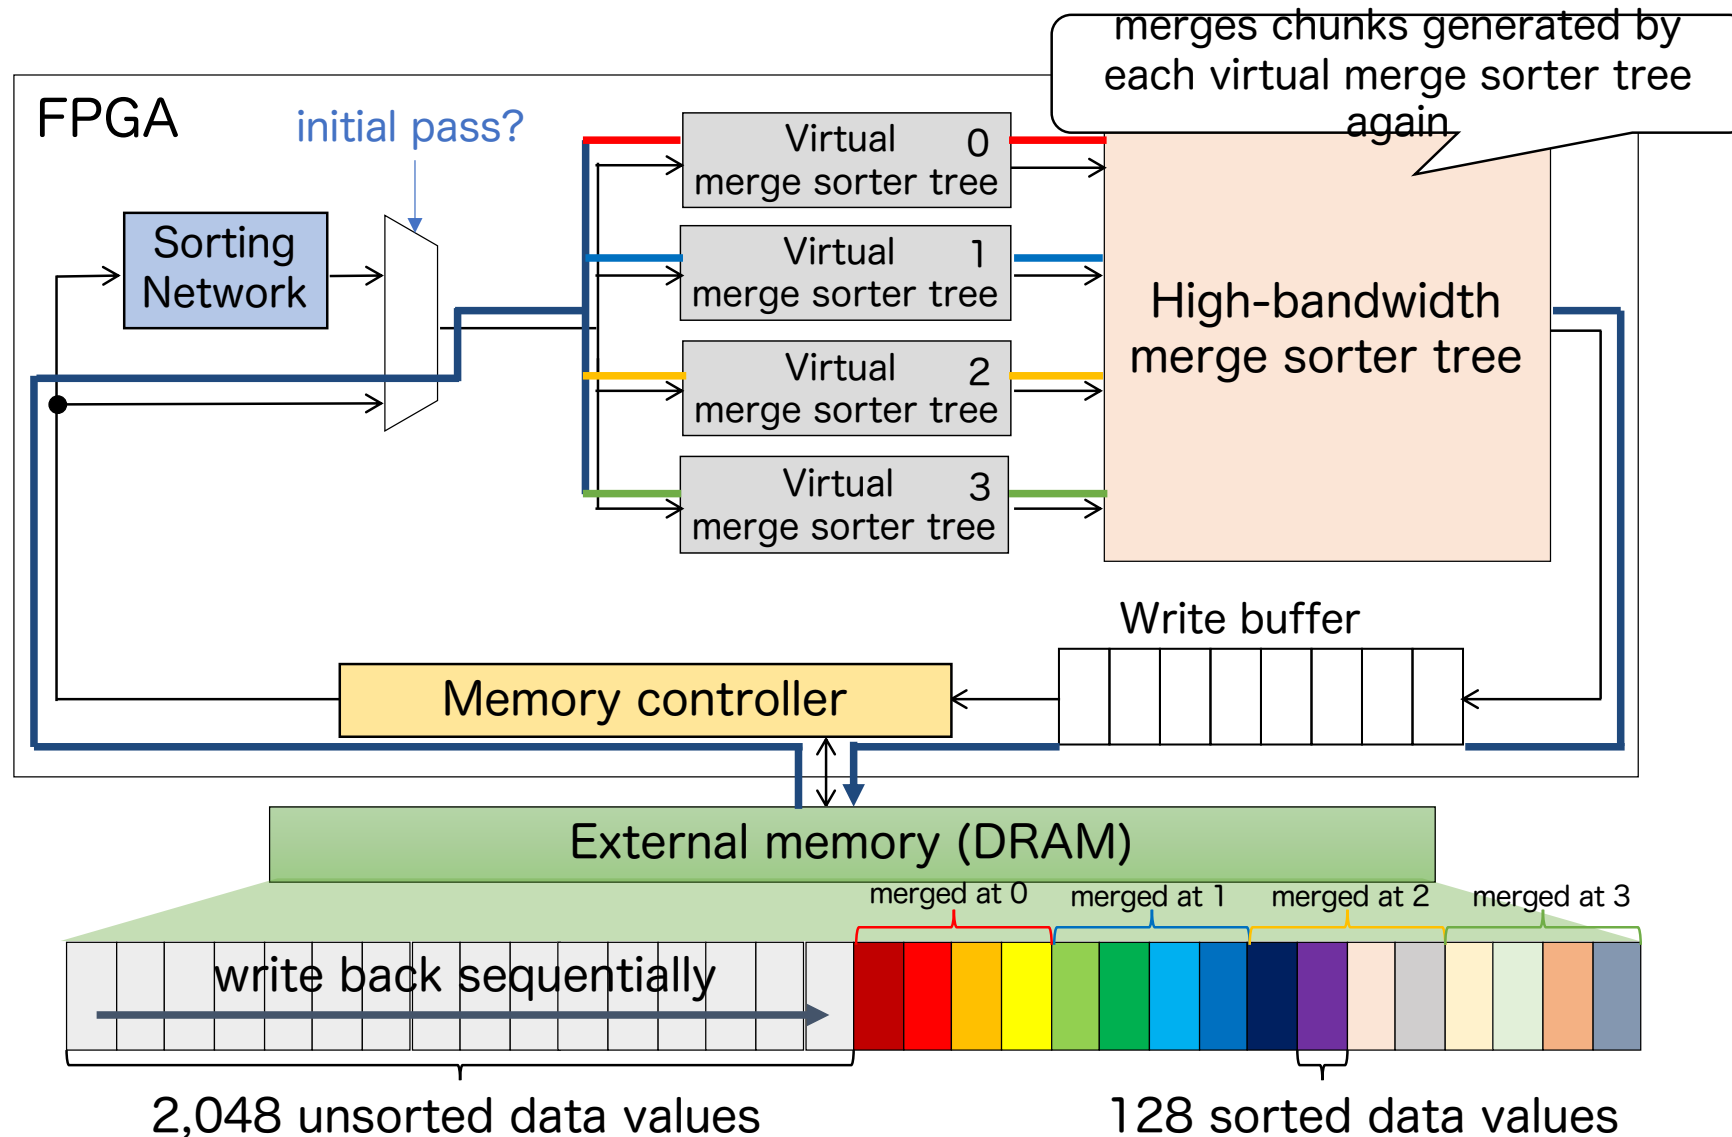 merges chunks generated by
each virtual merge sorter tree
again
FPGA
initial pass?
Sorting
Network
Virtual 0
merge sorter tree
Virtual 1
merge sorter tree
Virtual 2
merge sorter tree
Virtual 3
merge sorter tree
High-bandwidth
merge sorter tree
Write buffer
Memory controller
External memory (DRAM)
merged at 0
merged at 1
merged at 2
merged at 3
write back sequentially
2,048 unsorted data values
128 sorted data values